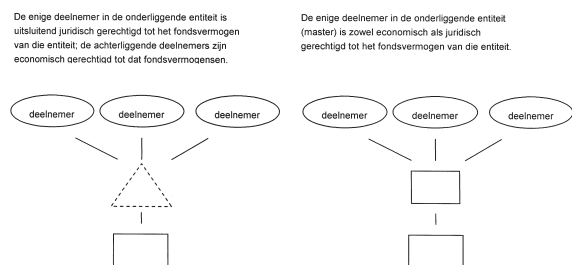 De enige deelnemer in de onderliggende entiteit is
uitsluitend juridisch gerechtigd tot het fondsvermogen
van die entiteit; de achterliggende deelnemers zijn
economisch gerechtigd tot dat fondsvermogensen.
De enige deelnemer in de onderliggende entiteit
(master) is zowel economisch als juridisch
gerechtigd tot het fondsvermogen van die entiteit.
deelnemer deelnemer deelnemer
deelnemer deelnemer deelnemer